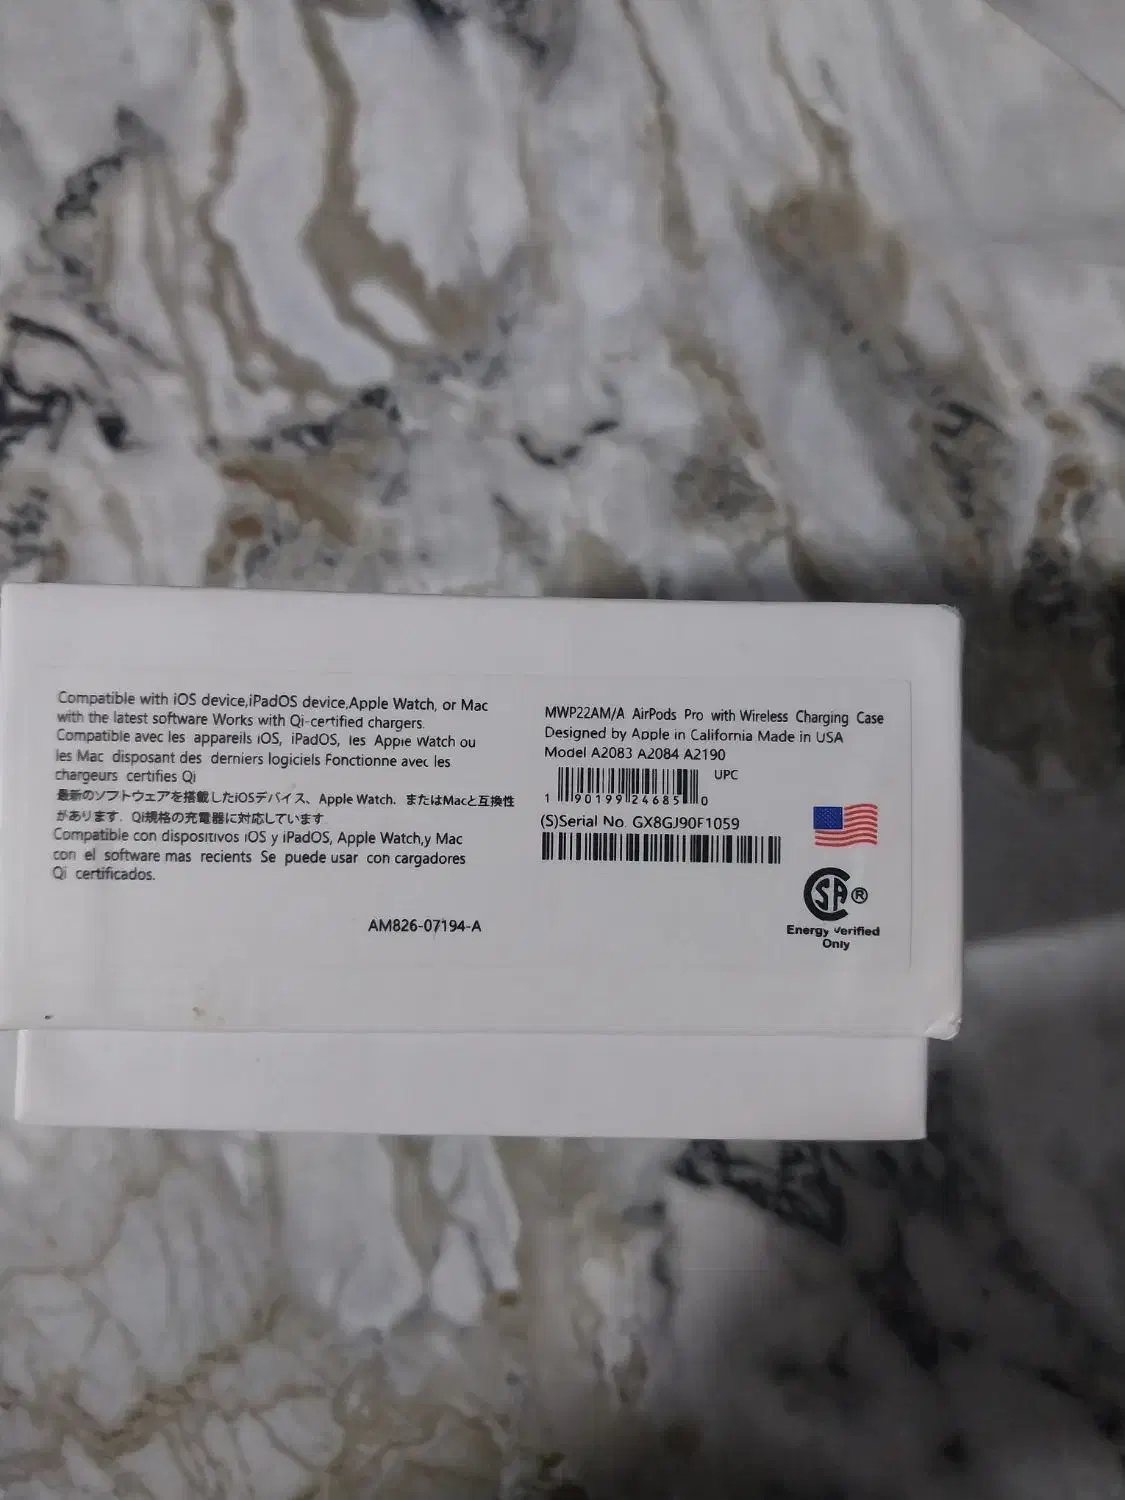 Compatible with iOS device,iPadOS device,Apple Watch, or Mac
with the latest software Works with Qi-certified chargers.
Compatible avec les appareils iOS, iPadOS, les Apple Watch ou
les Mac disposant des derniers logiciels Fonctionne avec les
chargeurs certifies Qi
最新のソフトウェアを搭載したiOSデバイス、Apple Watch、またはMacと互換性
があります. Qi規格の充電器に対応しています
Compatible con dispositivos iOS y iPadOS, Apple Watch,y Mac
con el software mas recients Se puede usar con cargadores
Qi certificados.
AM826-07194-A
MWP22AM/A AirPods Pro with Wireless Charging Case
Designed by Apple in California Made in USA
Model A2083 A2084 A2190
UPC
1 90199 24685 0
(S)Serial No. GX8GJ90F1059
CSA®
Energy Verified
Only